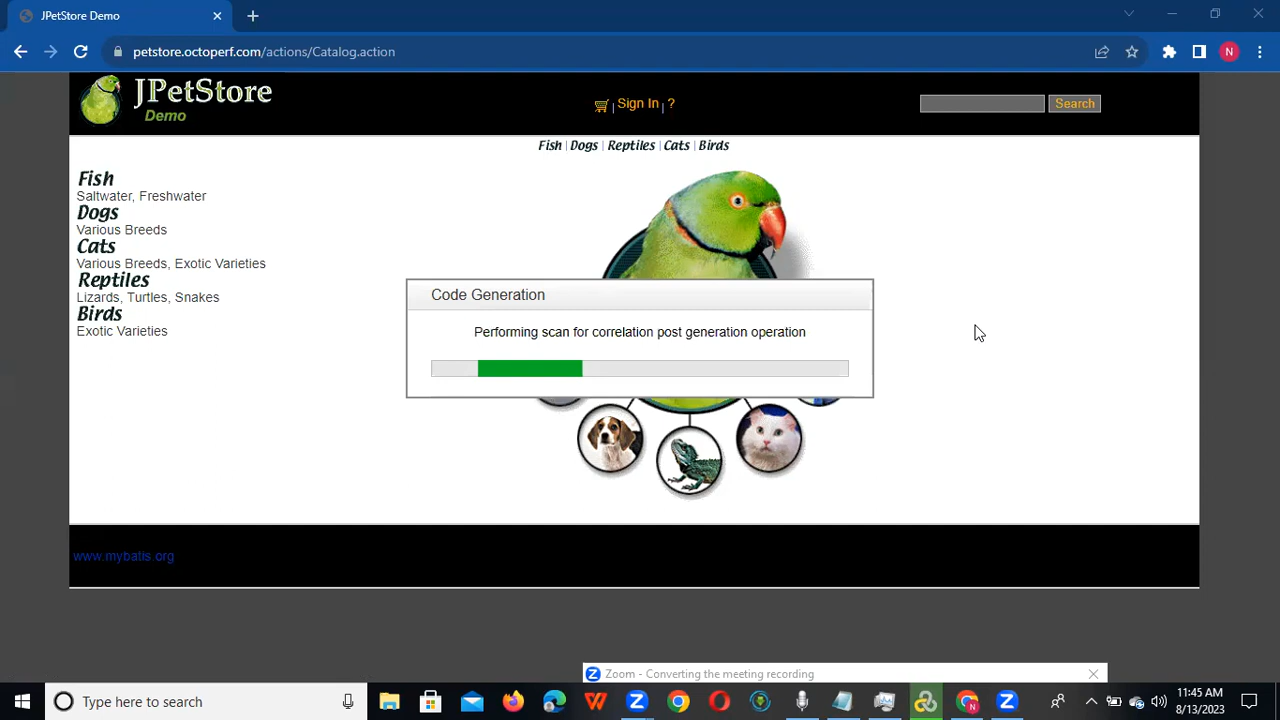 JPetStore Demo
petstore.octoperf.com/actions/Catalog.action
N
JPetStore
Demo
Sign In | ?
Search
Fish | Dogs | Reptiles | Cats | Birds
Fish
Saltwater, Freshwater
Dogs
Various Breeds
Cats
Various Breeds, Exotic Varieties
Reptiles
Lizards, Turtles, Snakes
Birds
Exotic Varieties
Code Generation
Performing scan for correlation post generation operation
www.mybatis.org
Zoom - Converting the meeting recording
Type here to search
11:45 AM
8/13/2023